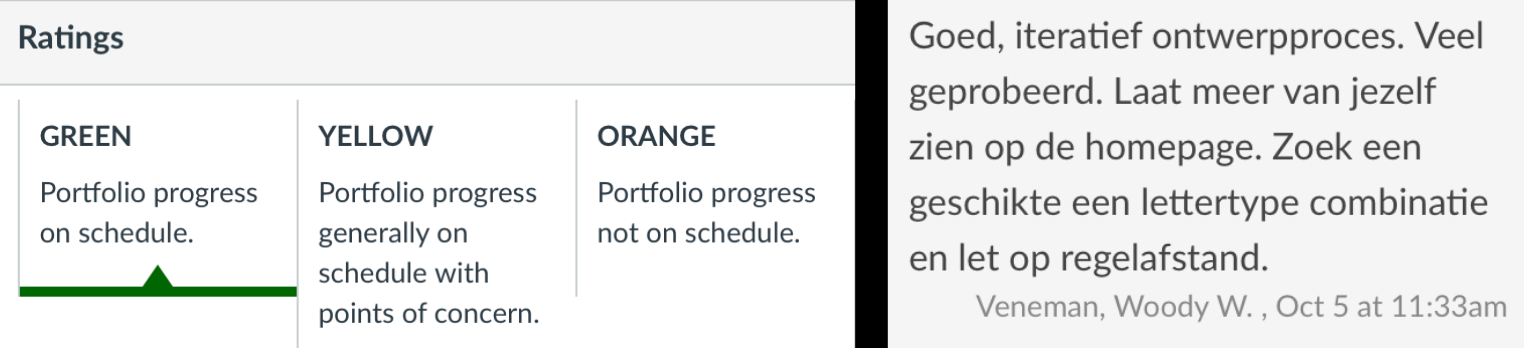 Ratings
GREEN
Portfolio progress
on schedule.
YELLOW
Portfolio progress
generally on
schedule with
points of concern.
ORANGE
Portfolio progress
not on schedule.
Goed, iteratief ontwerpproces. Veel
geprobeerd. Laat meer van jezelf
zien op de homepage. Zoek een
geschikte een lettertype combinatie
en let op regelafstand.
Veneman, Woody W. , Oct 5 at 11:33am